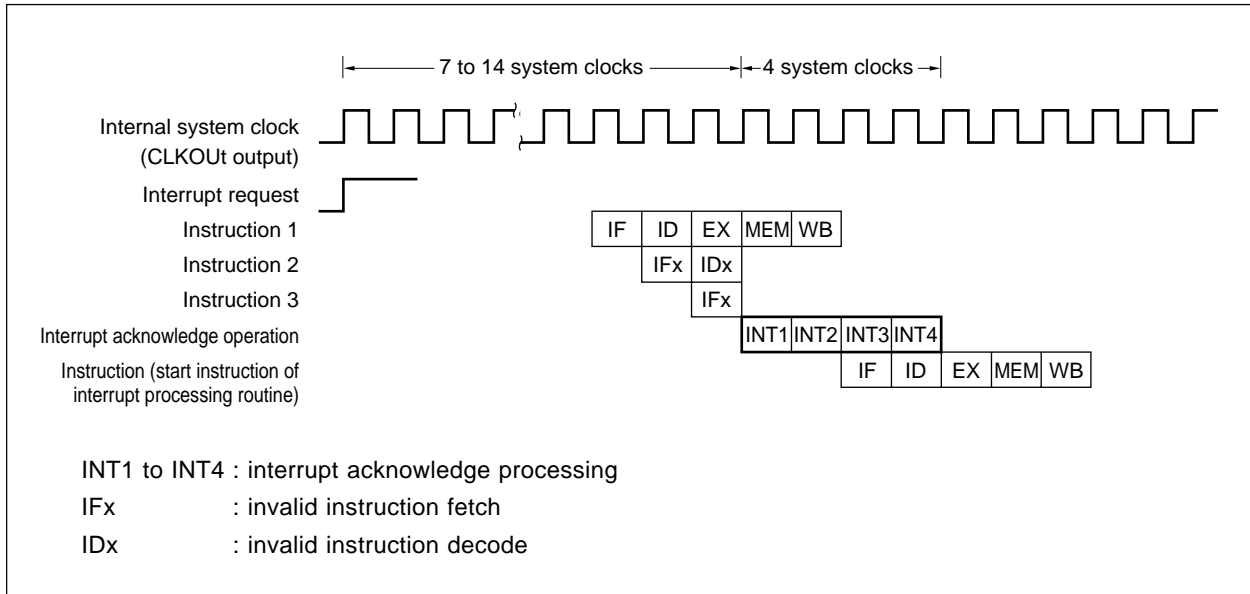 7 to 14 system clocks 4 system clocks
Internal system clock
(CLKOUt output)
Interrupt request
Instruction 1 IF ID EX MEM WB
Instruction 2 IFx IDx
Instruction 3 IFx
Interrupt acknowledge operation INT1 INT2 INT3 INT4
Instruction (start instruction of
interrupt processing routine) IF ID EX MEM WB
INT1 to INT4 : interrupt acknowledge processing
IFx : invalid instruction fetch
IDx : invalid instruction decode